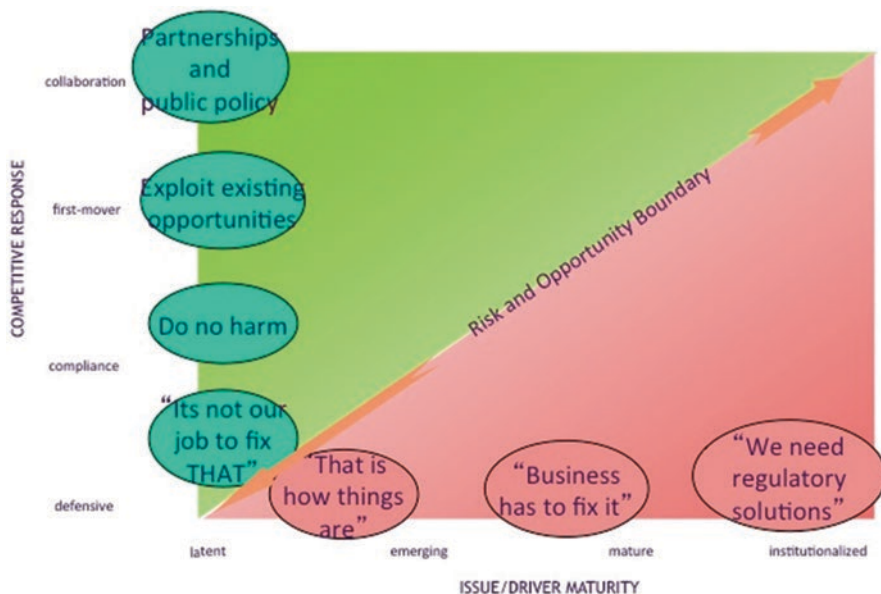 Partnerships
and
public policy
collaboration
COMPETITIVE RESPONSE
Exploit existing
opportunities
first-mover
Risk and Opportunity Boundary
Do no harm
compliance
“Its not our
job to fix
THAT”
“That is
how things
are”
“Business
has to fix it”
“We need
regulatory
solutions”
defensive
latent
emerging
mature
institutionalized
ISSUE/DRIVER MATURITY